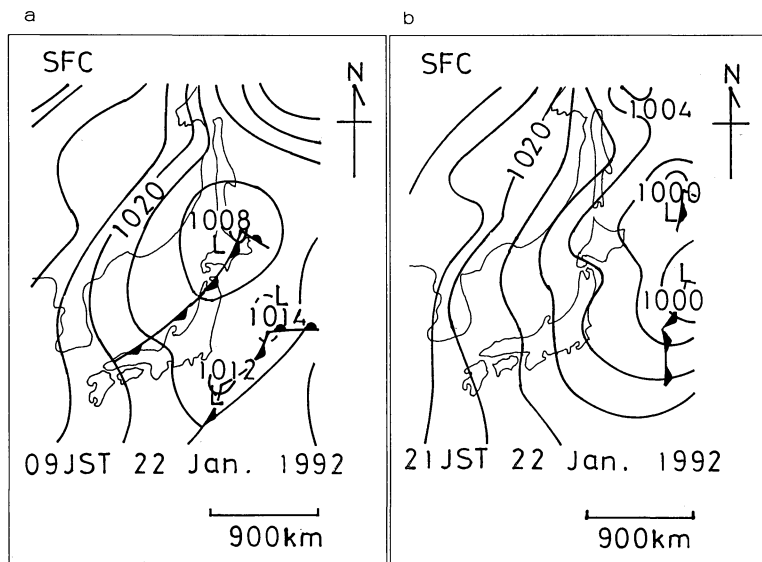 a
SFC
N
1020
1008
L
L
1014
1012
L
09JST 22 Jan. 1992
900km
b
SFC
N
1004
1020
1000
L
L
1000
21JST 22 Jan. 1992
900km